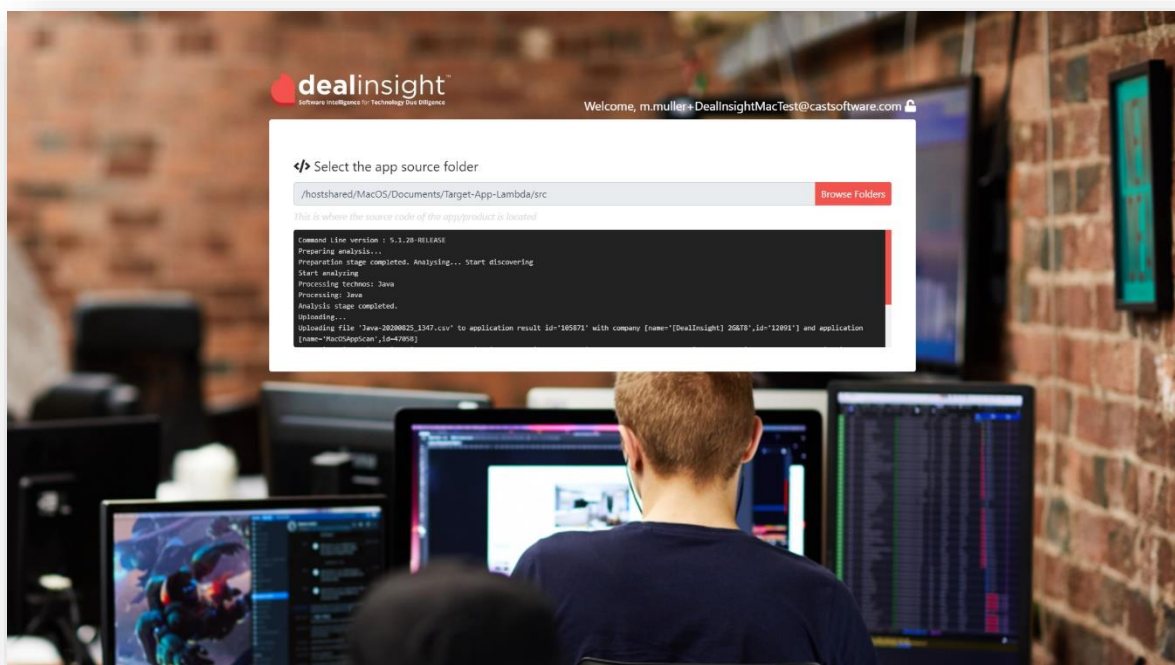 dealinsight™
Software Intelligence for Technology Due Diligence
Welcome, m.muller+DealInsightMacTest@castsoftware.com
</> Select the app source folder
/hostshared/MacOS/Documents/Target-App-Lambda/src
Browse Folders
This is where the source code of the app/product is located
Command Line version : 5.1.28-RELEASE
Preparing analysis...
Preparation stage completed. Analysing... Start discovering
Start analyzing
Processing technos: Java
Processing: Java
Analysis stage completed.
Uploading...
Uploading file 'Java-20200825_1347.csv' to application result id='105871' with company [name='[DealInsight] 2G&T8',id='12091'] and application
[name='MacOSAppScan',id=47058]